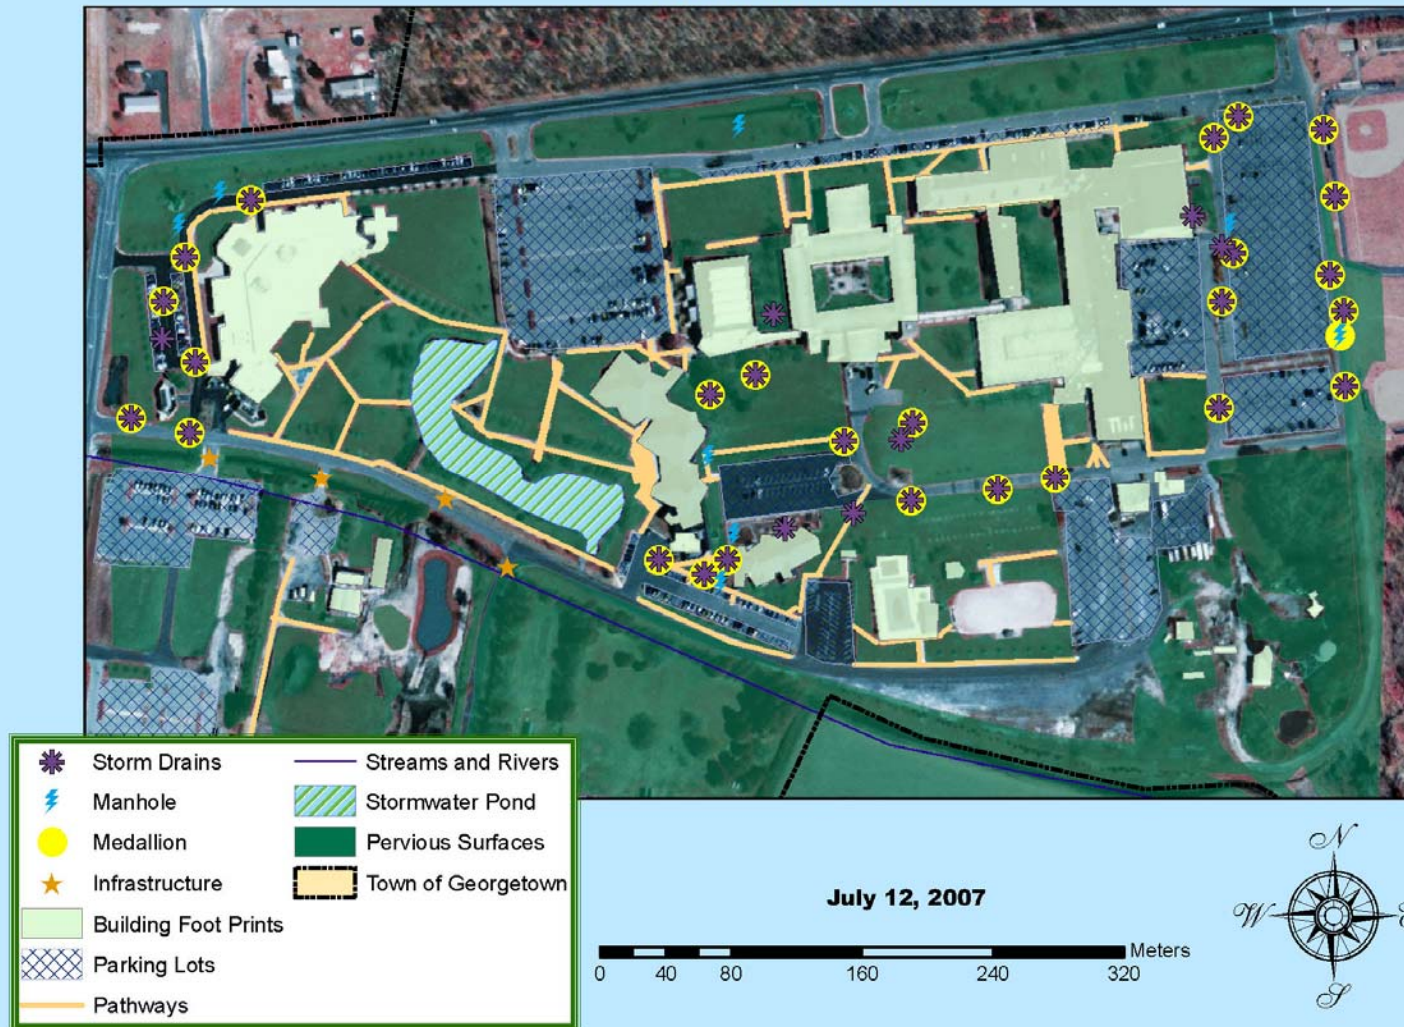 Storm Drains
Manhole
Medallion
Infrastructure
Building Foot Prints
Parking Lots
Pathways
Streams and Rivers
Stormwater Pond
Pervious Surfaces
Town of Georgetown
July 12, 2007
Meters
0 40 80 160 240 320
N
W E
S